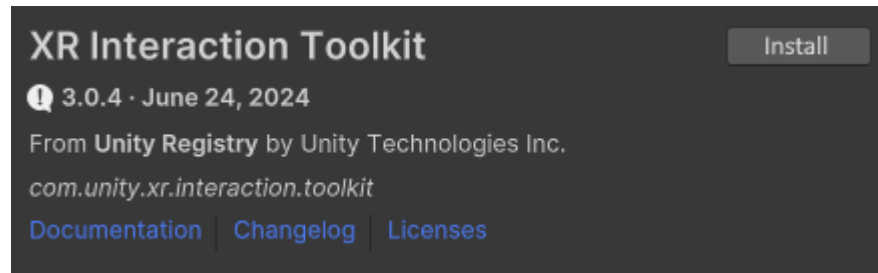 XR Interaction Toolkit
Install
3.0.4 · June 24, 2024
From Unity Registry by Unity Technologies Inc.
com.unity.xr.interaction.toolkit
Documentation Changelog Licenses